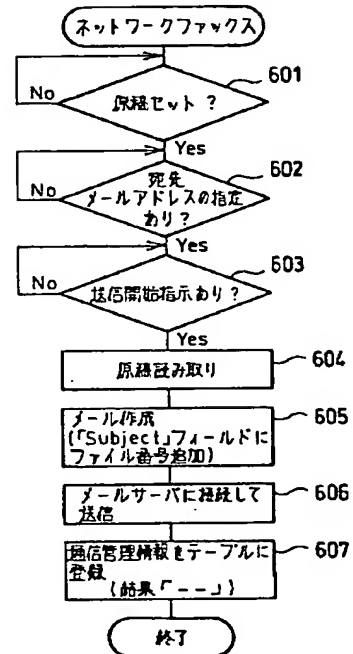 ネットワークファックス
601
原稿セット?
No
Yes
602
宛先
メールアドレスの指定
あり?
No
Yes
603
送信開始指示あり?
No
Yes
原稿読み取り
604
メール作成
(「Subject」フィールドに
ファイル番号追加)
605
メールサーバに接続して
送信
606
通信管理情報をテーブルに
登録
(結果「--」)
607
終了